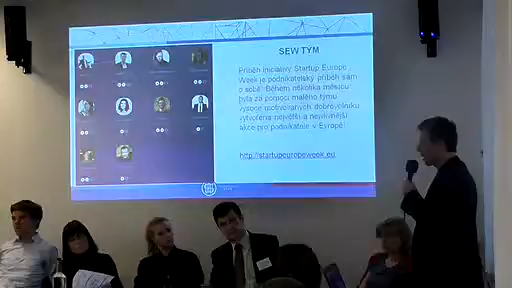 SEW TÝM
Příběh iniciativy Startup Europe
Week je podnikatelský příběh sám
o sobě. Během několika měsíců
byla za pomoci malého týmu
vysoce motivovaných dobrovolníků
vytvořena největší a nejvlivnější
akce pro podnikatele v Evropě!
http://startupeuropeweek.eu